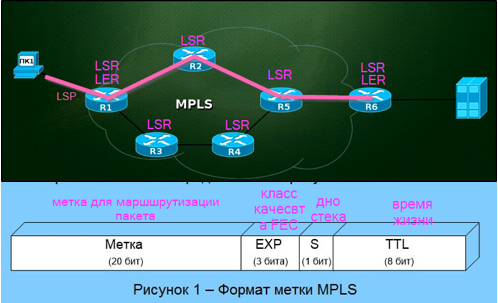 LSR
LSR
LER
R2
ПК1
LSR
LSR
LER
LSP
R1
MPLS
R5
R6
LSR
LSR
R3
R4
метка для маршшрутизации
пакета
класс
качесвт
а FEC
дно
стека
время
жизни
Метка
(20 бит)
EXP
(3 бита)
S
(1 бит)
TTL
(8 бит)
Рисунок 1 – Формат метки MPLS